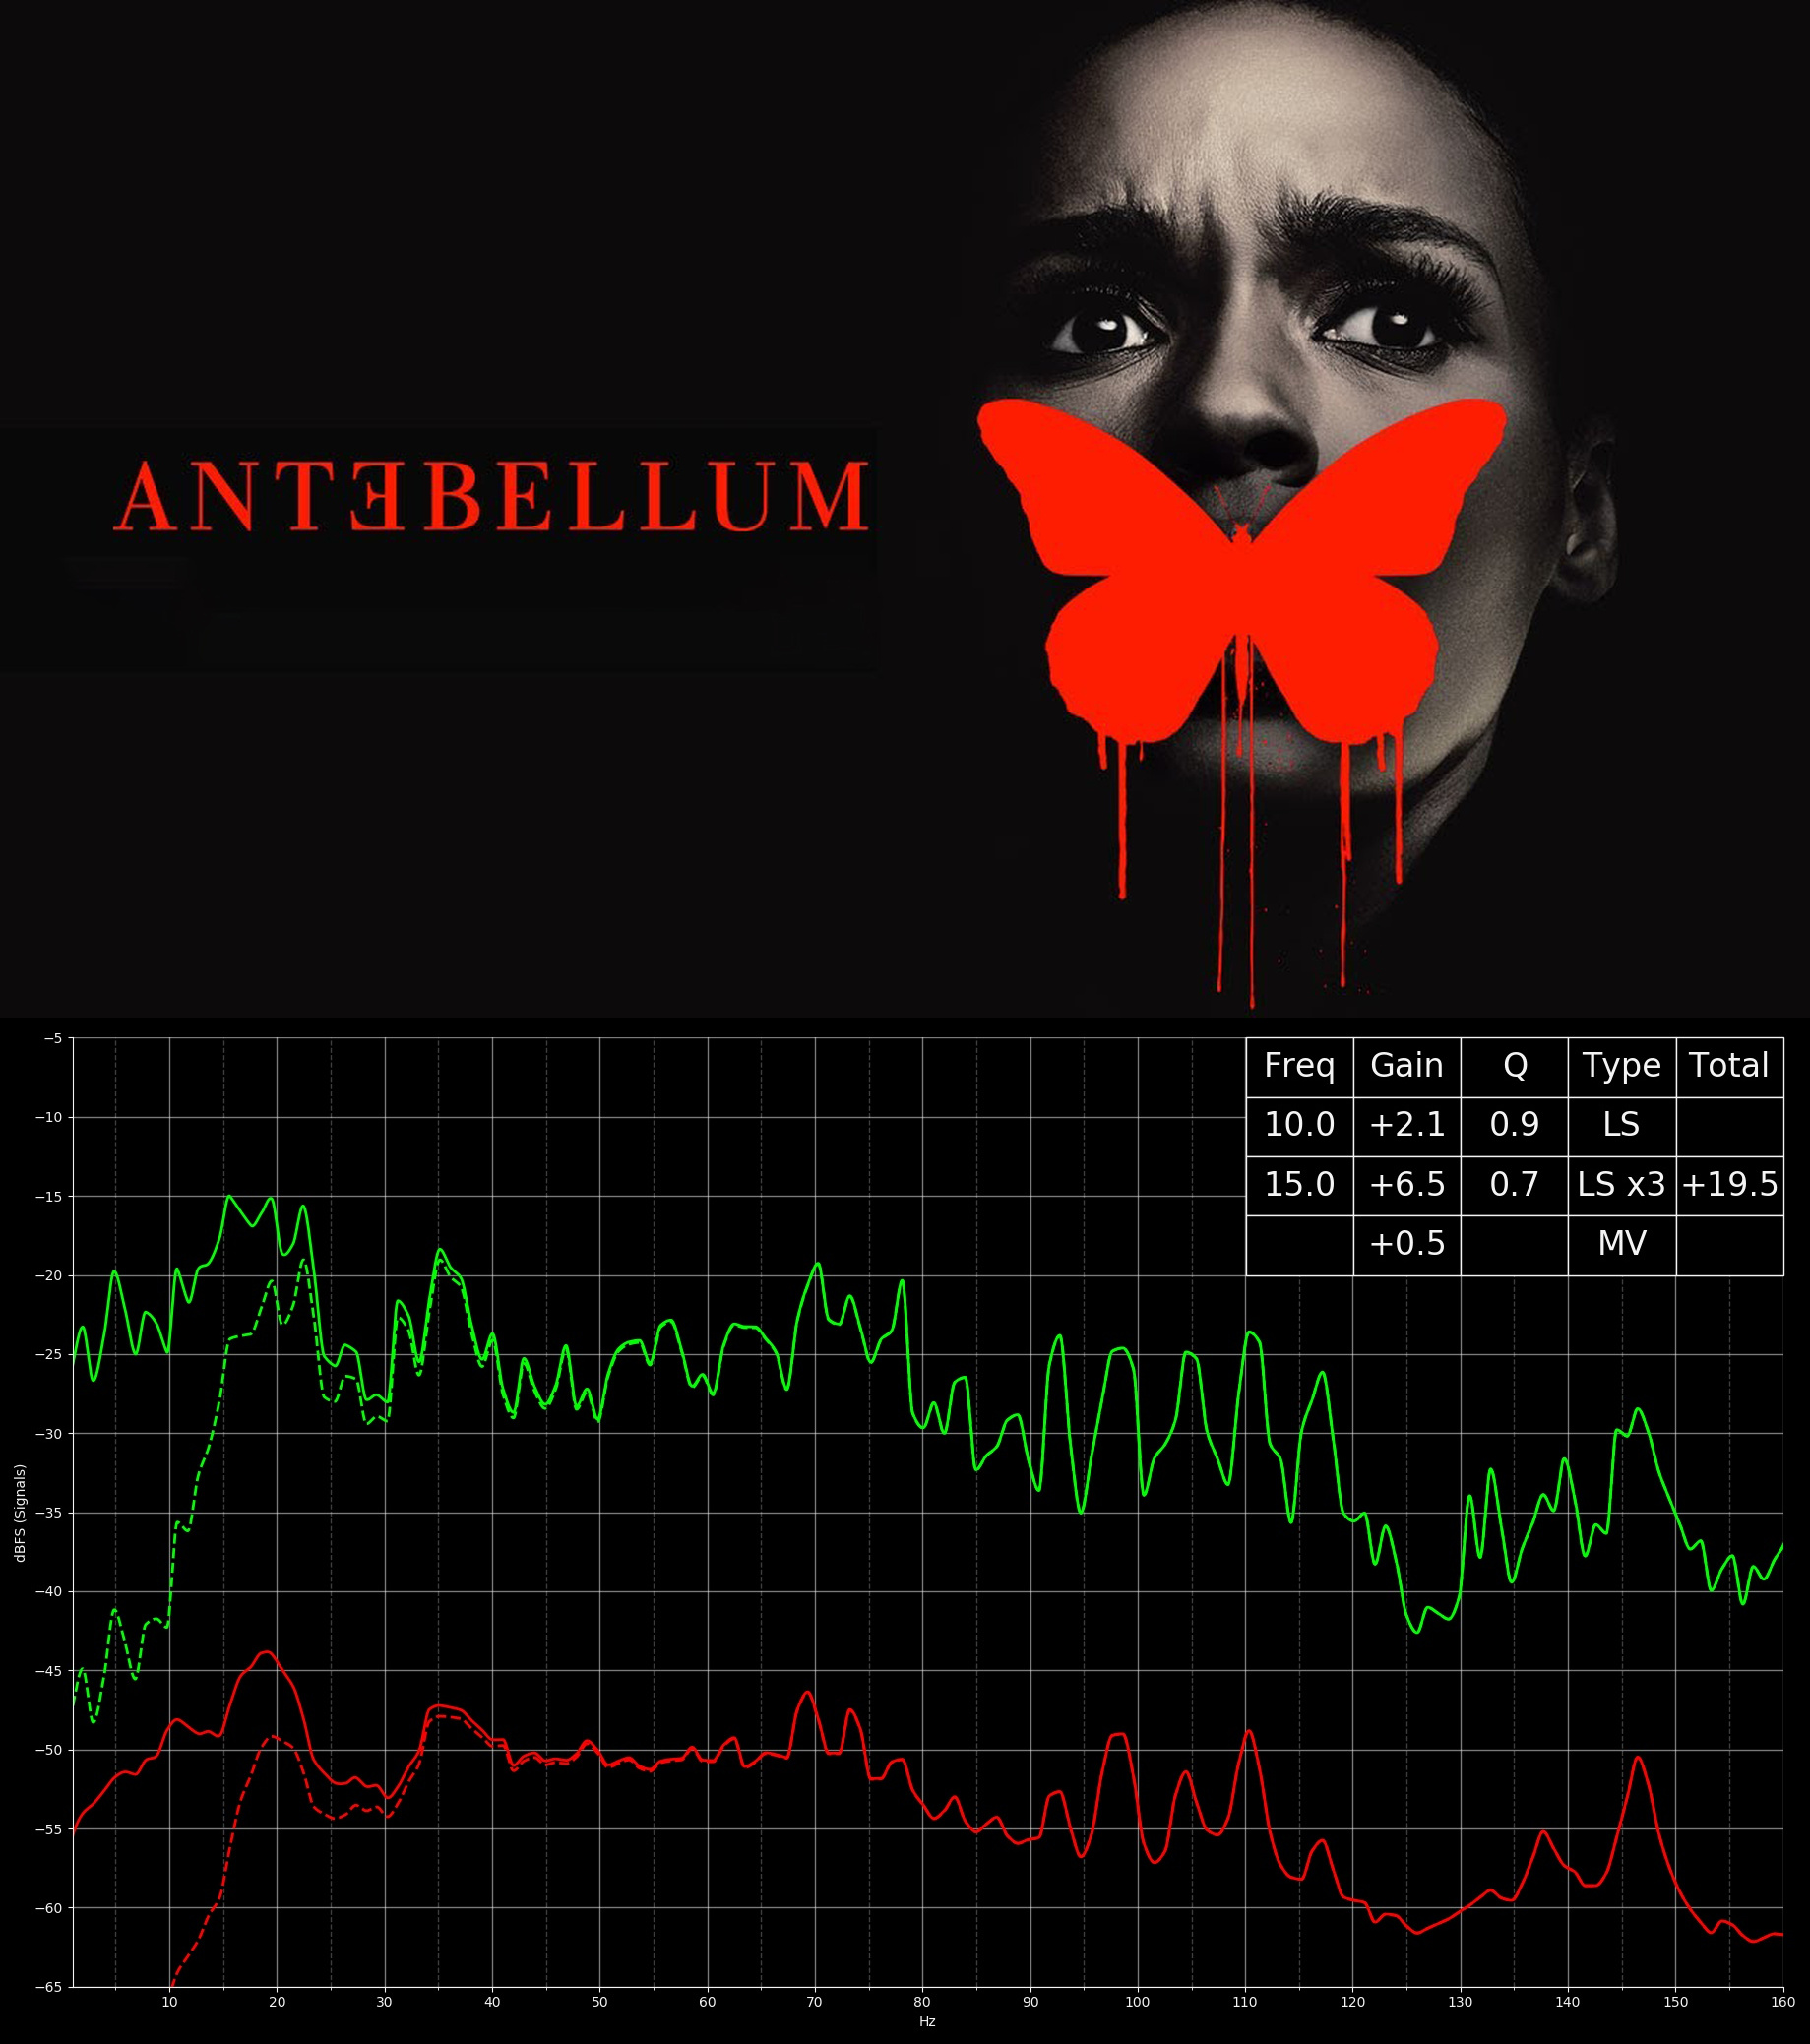 ANTƎBELLUM
Freq Gain Q Type Total
10.0 +2.1 0.9 LS
15.0 +6.5 0.7 LS x3 +19.5
+0.5 MV
−5
−10
−15
−20
−25
−30
−35
−40
−45
−50
−55
−60
−65
dBFS (Signals)
10 20 30 40 50 60 70 80 90 100 110 120 130 140 150 160
Hz